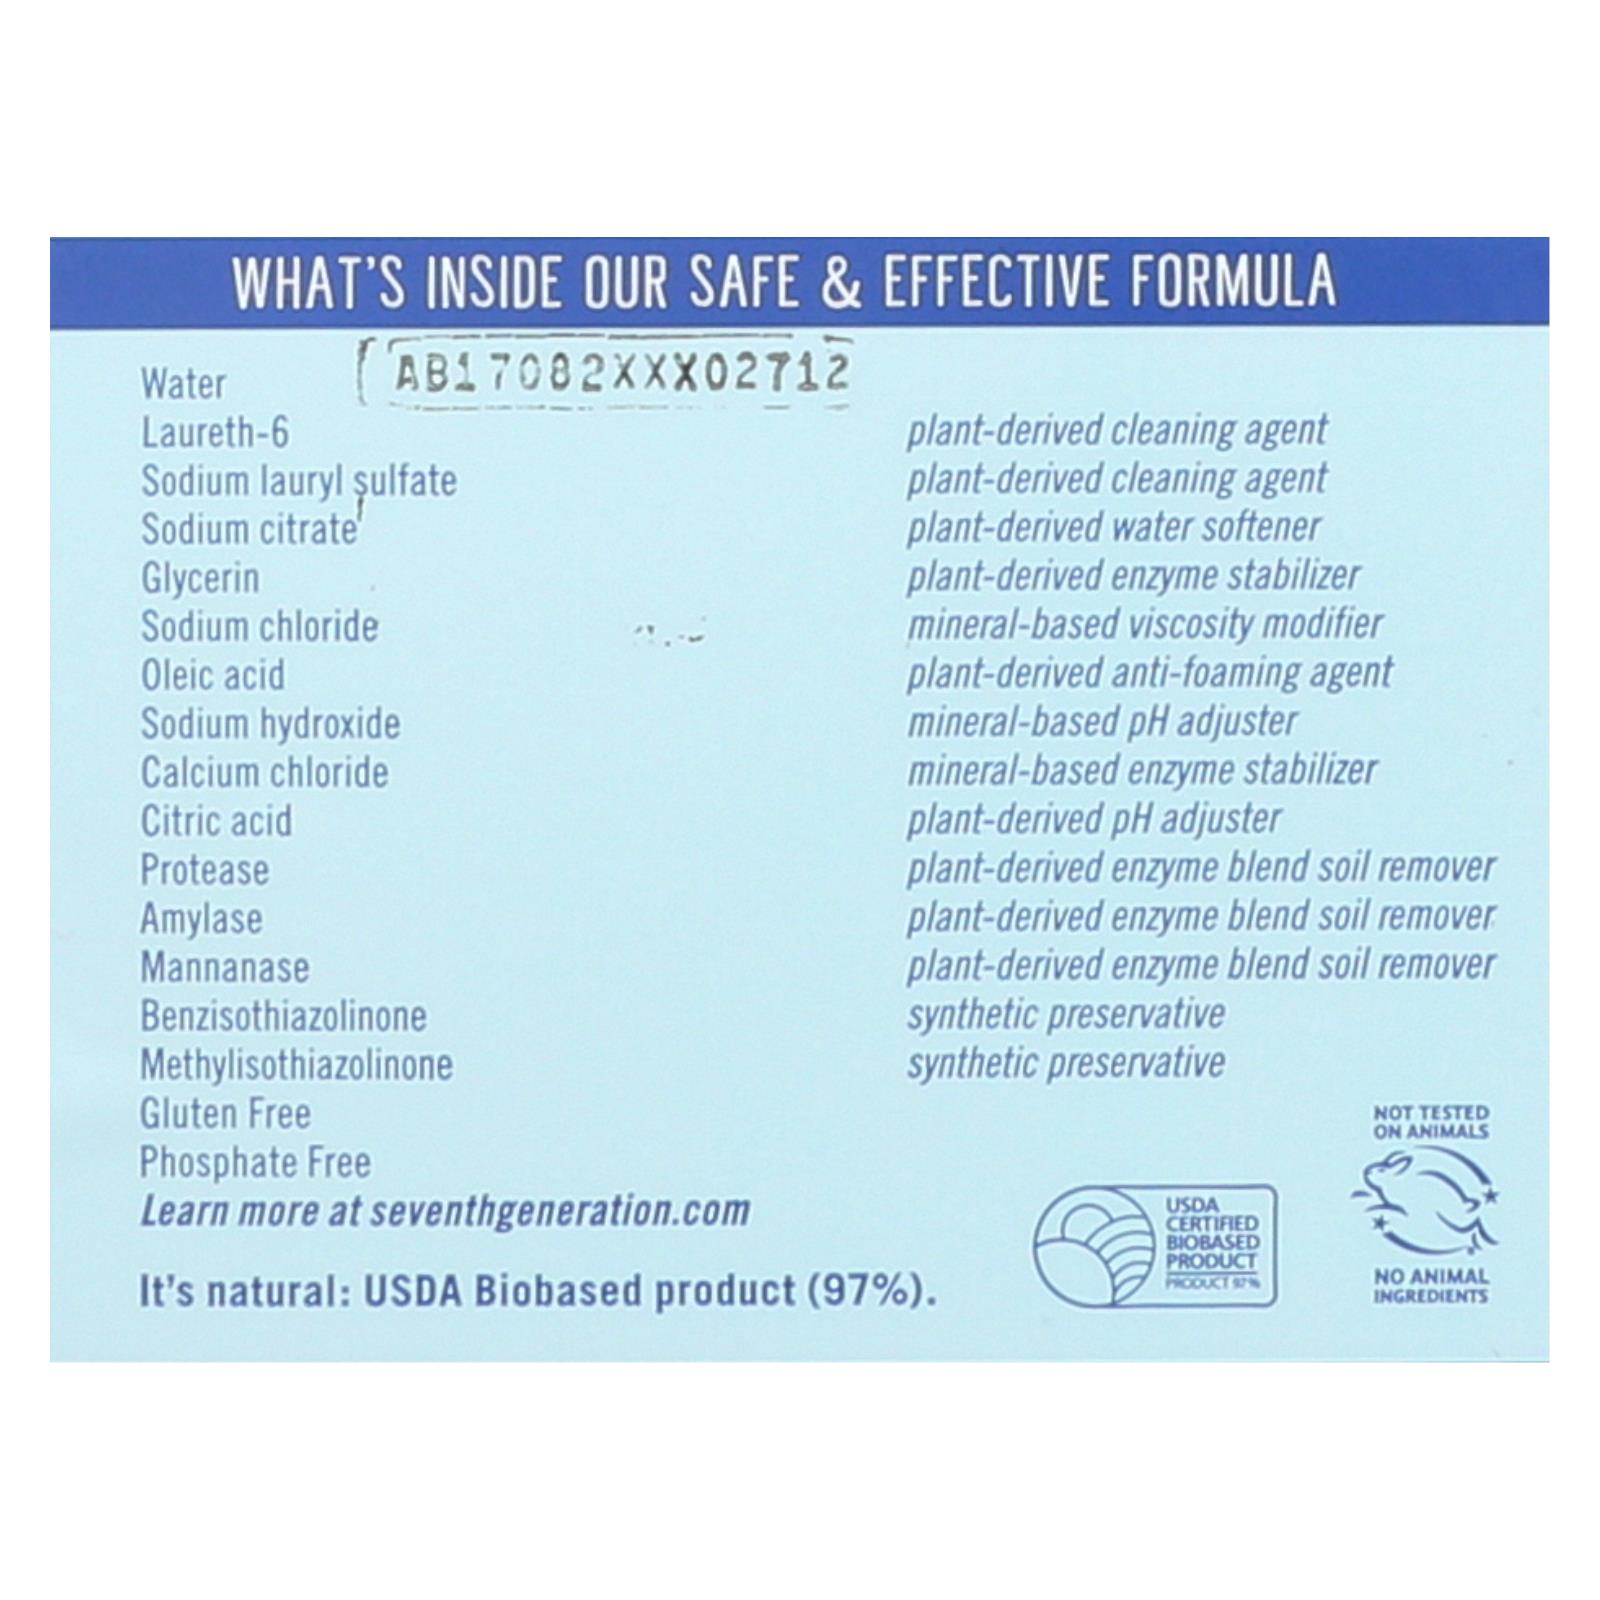 WHAT'S INSIDE OUR SAFE & EFFECTIVE FORMULA
AB17082XXX02712
Water
Laureth-6 plant-derived cleaning agent
Sodium lauryl sulfate plant-derived cleaning agent
Sodium citrate plant-derived water softener
Glycerin plant-derived enzyme stabilizer
Sodium chloride mineral-based viscosity modifier
Oleic acid plant-derived anti-foaming agent
Sodium hydroxide mineral-based pH adjuster
Calcium chloride mineral-based enzyme stabilizer
Citric acid plant-derived pH adjuster
Protease plant-derived enzyme blend soil remover
Amylase plant-derived enzyme blend soil remover
Mannanase plant-derived enzyme blend soil remover
Benzisothiazolinone synthetic preservative
Methylisothiazolinone synthetic preservative
Gluten Free
Phosphate Free
Learn more at seventhgeneration.com
It's natural: USDA Biobased product (97%).
USDA
CERTIFIED
BIOBASED
PRODUCT
PRODUCT 97%
NOT TESTED
ON ANIMALS
NO ANIMAL
INGREDIENTS